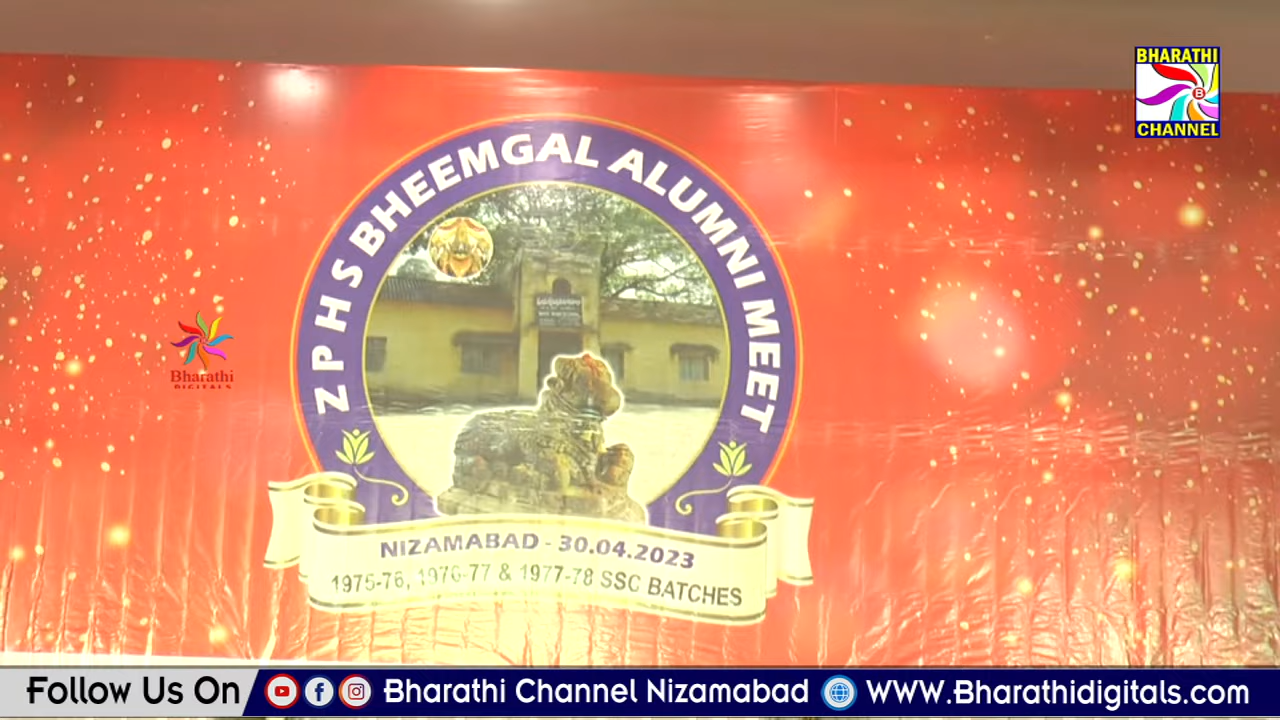 BHARATHI
CHANNEL
Z P H S BHEEMGAL ALUMNI MEET
Bharathi
DIGITALS
NIZAMABAD - 30.04.2023
1975-76, 1976-77 & 1977-78 SSC BATCHES
Follow Us On Bharathi Channel Nizamabad WWW.Bharathidigitals.com